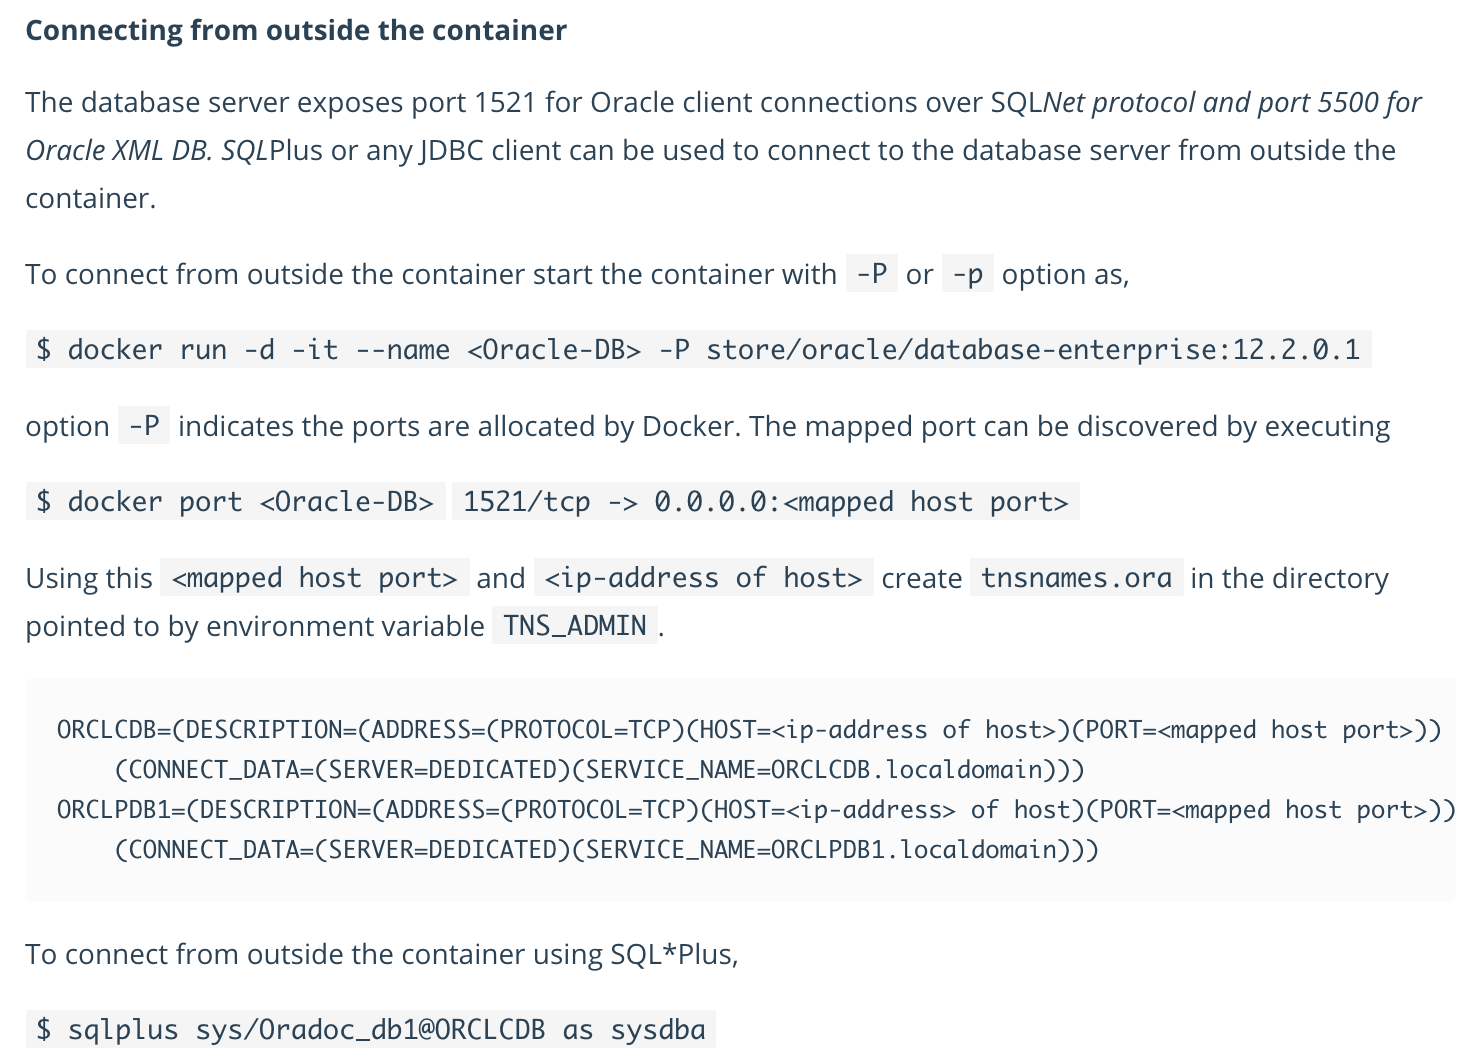 Connecting from outside the container
The database server exposes port 1521 for Oracle client connections over SQLNet protocol and port 5500 for
Oracle XML DB. SQLPlus or any JDBC client can be used to connect to the database server from outside the
container.
To connect from outside the container start the container with -P or -p option as,
$ docker run -d -it --name <Oracle-DB> -P store/oracle/database-enterprise:12.2.0.1
option -P indicates the ports are allocated by Docker. The mapped port can be discovered by executing
$ docker port <Oracle-DB> 1521/tcp -> 0.0.0.0:<mapped host port>
Using this <mapped host port> and <ip-address of host> create tnsnames.ora in the directory
pointed to by environment variable TNS_ADMIN .
ORCLCDB=(DESCRIPTION=(ADDRESS=(PROTOCOL=TCP)(HOST=<ip-address of host>)(PORT=<mapped host port>))
    (CONNECT_DATA=(SERVER=DEDICATED)(SERVICE_NAME=ORCLCDB.localdomain)))
ORCLPDB1=(DESCRIPTION=(ADDRESS=(PROTOCOL=TCP)(HOST=<ip-address> of host)(PORT=<mapped host port>))
    (CONNECT_DATA=(SERVER=DEDICATED)(SERVICE_NAME=ORCLPDB1.localdomain)))
To connect from outside the container using SQL*Plus,
$ sqlplus sys/Oradoc_db1@ORCLCDB as sysdba